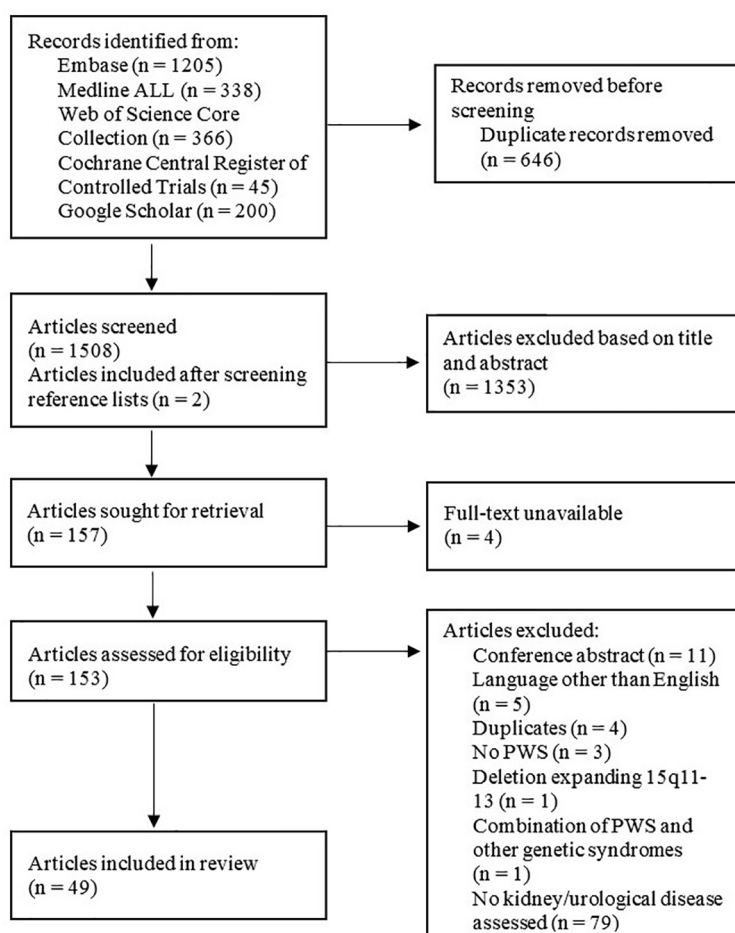 Records identified from:
Embase (n = 1205)
Medline ALL (n = 338)
Web of Science Core
Collection (n = 366)
Cochrane Central Register of
Controlled Trials (n = 45)
Google Scholar (n = 200)
Records removed before
screening
Duplicate records removed
(n = 646)
Articles screened
(n = 1508)
Articles included after screening
reference lists (n = 2)
Articles excluded based on title
and abstract
(n = 1353)
Articles sought for retrieval
(n = 157)
Full-text unavailable
(n = 4)
Articles assessed for eligibility
(n = 153)
Articles excluded:
Conference abstract (n = 11)
Language other than English
(n = 5)
Duplicates (n = 4)
No PWS (n = 3)
Deletion expanding 15q11-
13 (n = 1)
Combination of PWS and
other genetic syndromes
(n = 1)
No kidney/urological disease
assessed (n = 79)
Articles included in review
(n = 49)